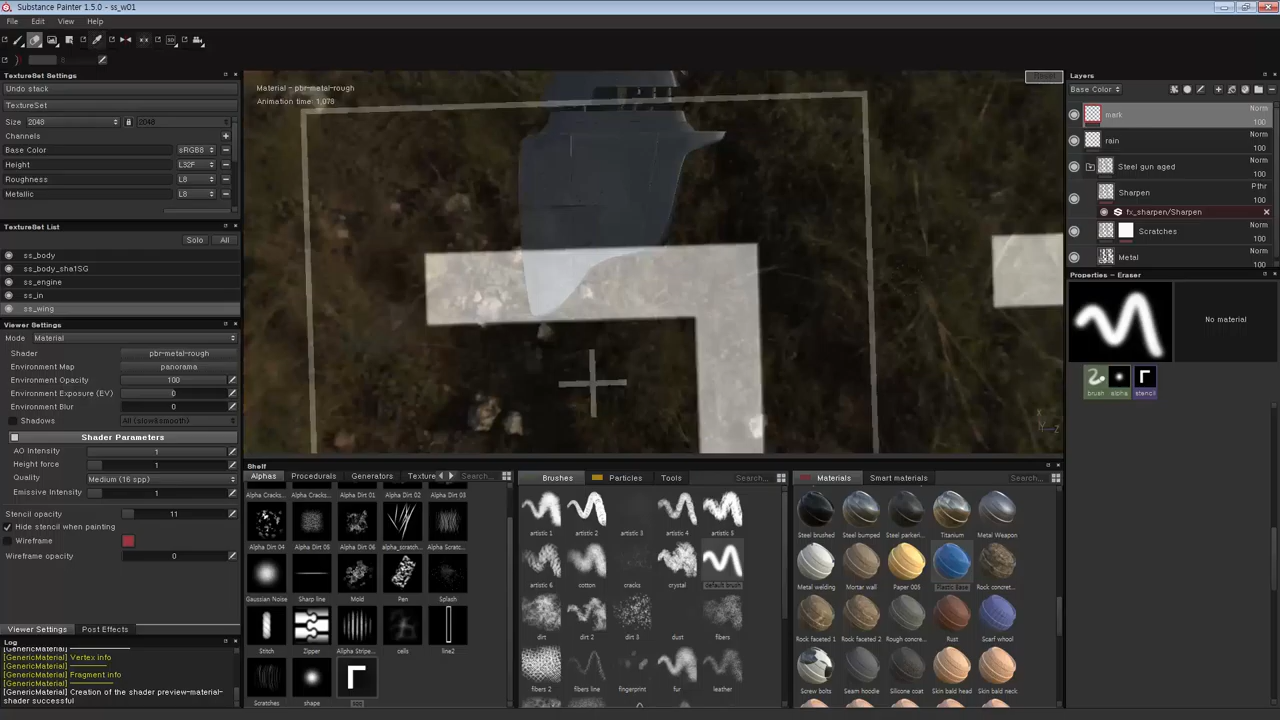 Substance Painter 1.5.0 - ss_w01
File Edit View Help
TextureSet Settings
Undo stack
TextureSet
Size 2048 2048
Channels
Base Color sRGB8
Height L32F
Roughness L8
Metallic L8
TextureSet List
Solo All
ss_body
ss_body_sha1SG
ss_engine
ss_in
ss_wing
Viewer Settings
Mode Material
Shader pbr-metal-rough
Environment Map panorama
Environment Opacity 100
Environment Exposure (EV) 0
Environment Blur 0
Shadows All (slow&smooth)
Shader Parameters
AO Intensity 1
Height force 1
Quality Medium (16 spp)
Emissive Intensity 1
Stencil opacity 11
Hide stencil when painting
Wireframe
Wireframe opacity 0
Viewer Settings Post Effects
Log
[GenericMaterial] Vertex info
[GenericMaterial]
[GenericMaterial] Fragment info
[GenericMaterial]
[GenericMaterial] Creation of the shader preview-material-
shader successful
Material - pbr-metal-rough
Animation time: 1,078
X
Y
Z
Shelf
Alphas Procedurals Generators Texture Search...
Alpha Cracks... Alpha Cracks... Alpha Dirt 01 Alpha Dirt 02 Alpha Dirt 03
Alpha Dirt 04 Alpha Dirt 05 Alpha Dirt 06 alpha_scratch... Alpha Scratc...
Gaussian Noise Sharp line Mold Pen Splash
Stitch Zipper Alpha Stripe... cells line2
Scratches shape
Brushes Particles Tools Search...
artistic 1 artistic 2 artistic 3 artistic 4 artistic 5
artistic 6 cotton cracks crystal default brush
dirt dirt 2 dirt 3 dust fibers
fibers 2 fibers line fingerprint fur leather
Materials Smart materials Search...
Steel brushed Steel bumped Steel parkeri... Titanium Metal Weapon
Metal welding Mortar wall Paper 005 Plastic Base Rock concret...
Rock faceted 1 Rock faceted 2 Rough concre... Rust Scarf whool
Screw bolts Seam hoodie Silicone coat Skin bald head Skin bald neck
Layers
Base Color
mark Norm 100
rain Norm 100
Steel gun aged Norm 100
Sharpen Pthr 100
fx_sharpen/Sharpen
Scratches Norm 100
Metal Norm 100
Properties - Eraser
No material
brush alpha stencil